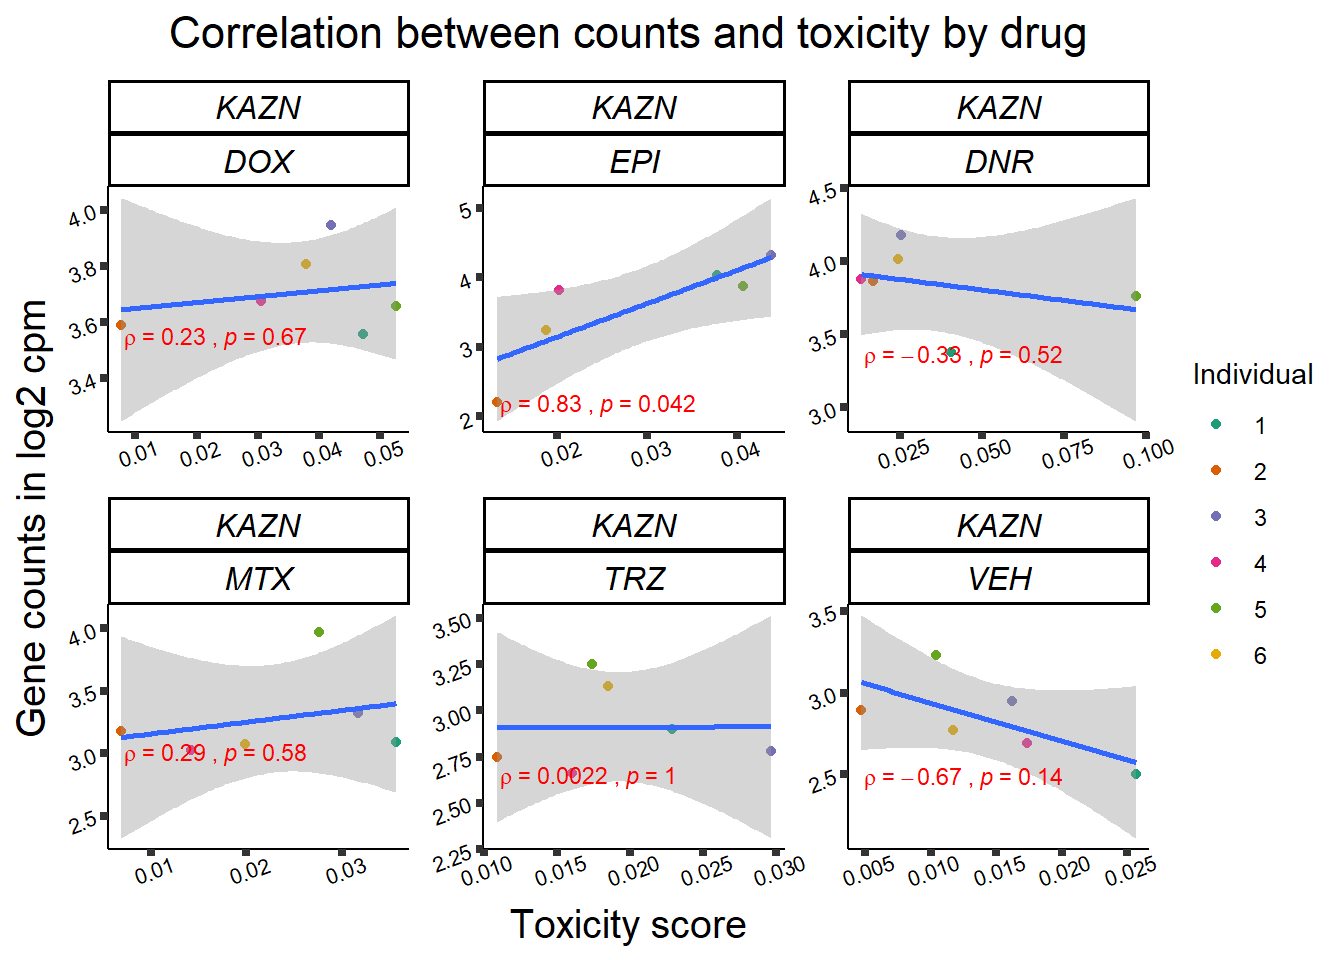 Correlation between counts and toxicity by drug
Gene counts in log2 cpm
KAZN
DOX
4.0
3.8
3.6
3.4
ρ = 0.23 , p = 0.67
0.01 0.02 0.03 0.04 0.05
KAZN
EPI
5
4
3
2
ρ = 0.83 , p = 0.042
0.02 0.03 0.04
KAZN
DNR
4.5
4.0
3.5
3.0
ρ = −0.33 , p = 0.52
0.025 0.050 0.075 0.100
KAZN
MTX
4.0
3.5
3.0
2.5
ρ = 0.29 , p = 0.58
0.01 0.02 0.03
KAZN
TRZ
3.50
3.25
3.00
2.75
2.50
2.25
ρ = 0.0022 , p = 1
0.010 0.015 0.020 0.025 0.030
KAZN
VEH
3.5
3.0
2.5
ρ = −0.67 , p = 0.14
0.005 0.010 0.015 0.020 0.025
Toxicity score
Individual
1
2
3
4
5
6